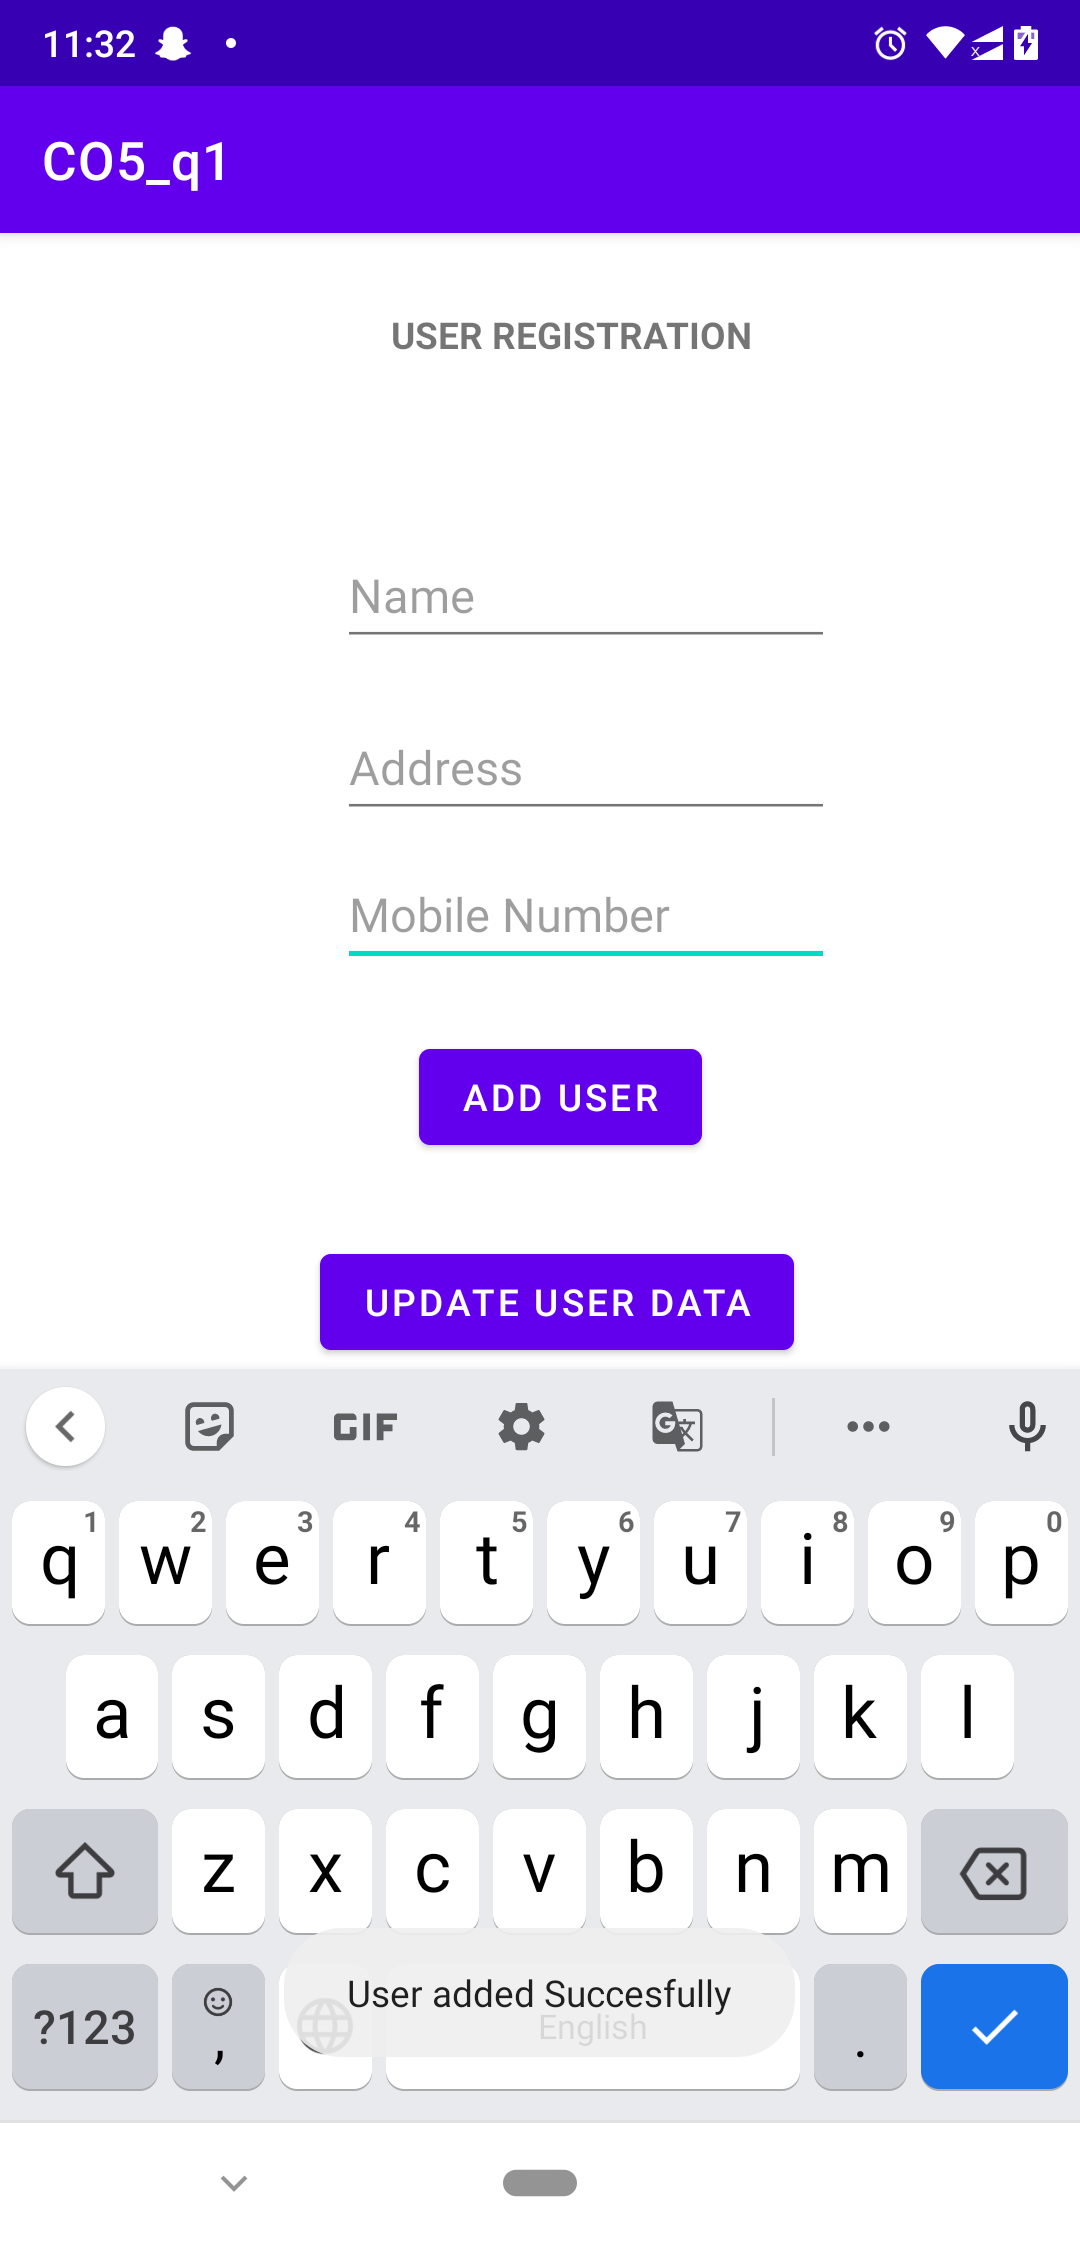 11:32
CO5_q1
USER REGISTRATION
Name
Address
Mobile Number
ADD USER
UPDATE USER DATA
GIF
G 文
q 1 w 2 e 3 r 4 t 5 y 6 u 7 i 8 o 9 p 0
a s d f g h j k l
z x c v b n m
User added Succesfully
?123 , English .